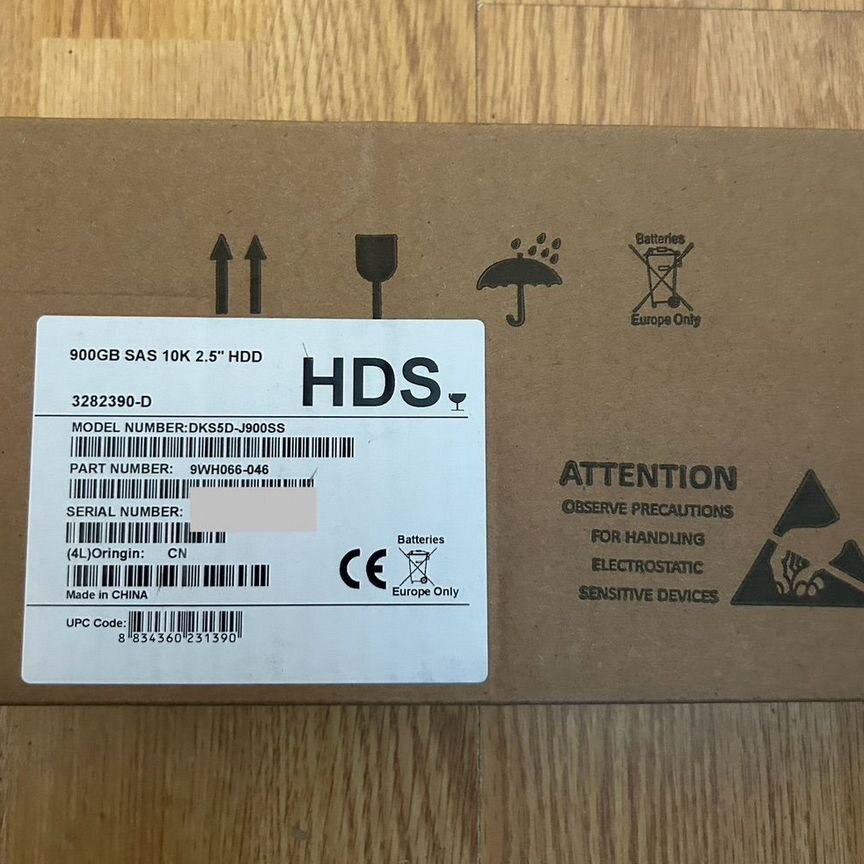 Batteries
Europe Only
900GB SAS 10K 2.5" HDD
HDS
3282390-D
MODEL NUMBER:DKS5D-J900SS
PART NUMBER: 9WH066-046
SERIAL NUMBER:
(4L)Oringin: CN
Made in CHINA
Batteries
Europe Only
UPC Code:
8 834360 231390
ATTENTION
OBSERVE PRECAUTIONS
FOR HANDLING
ELECTROSTATIC
SENSITIVE DEVICES